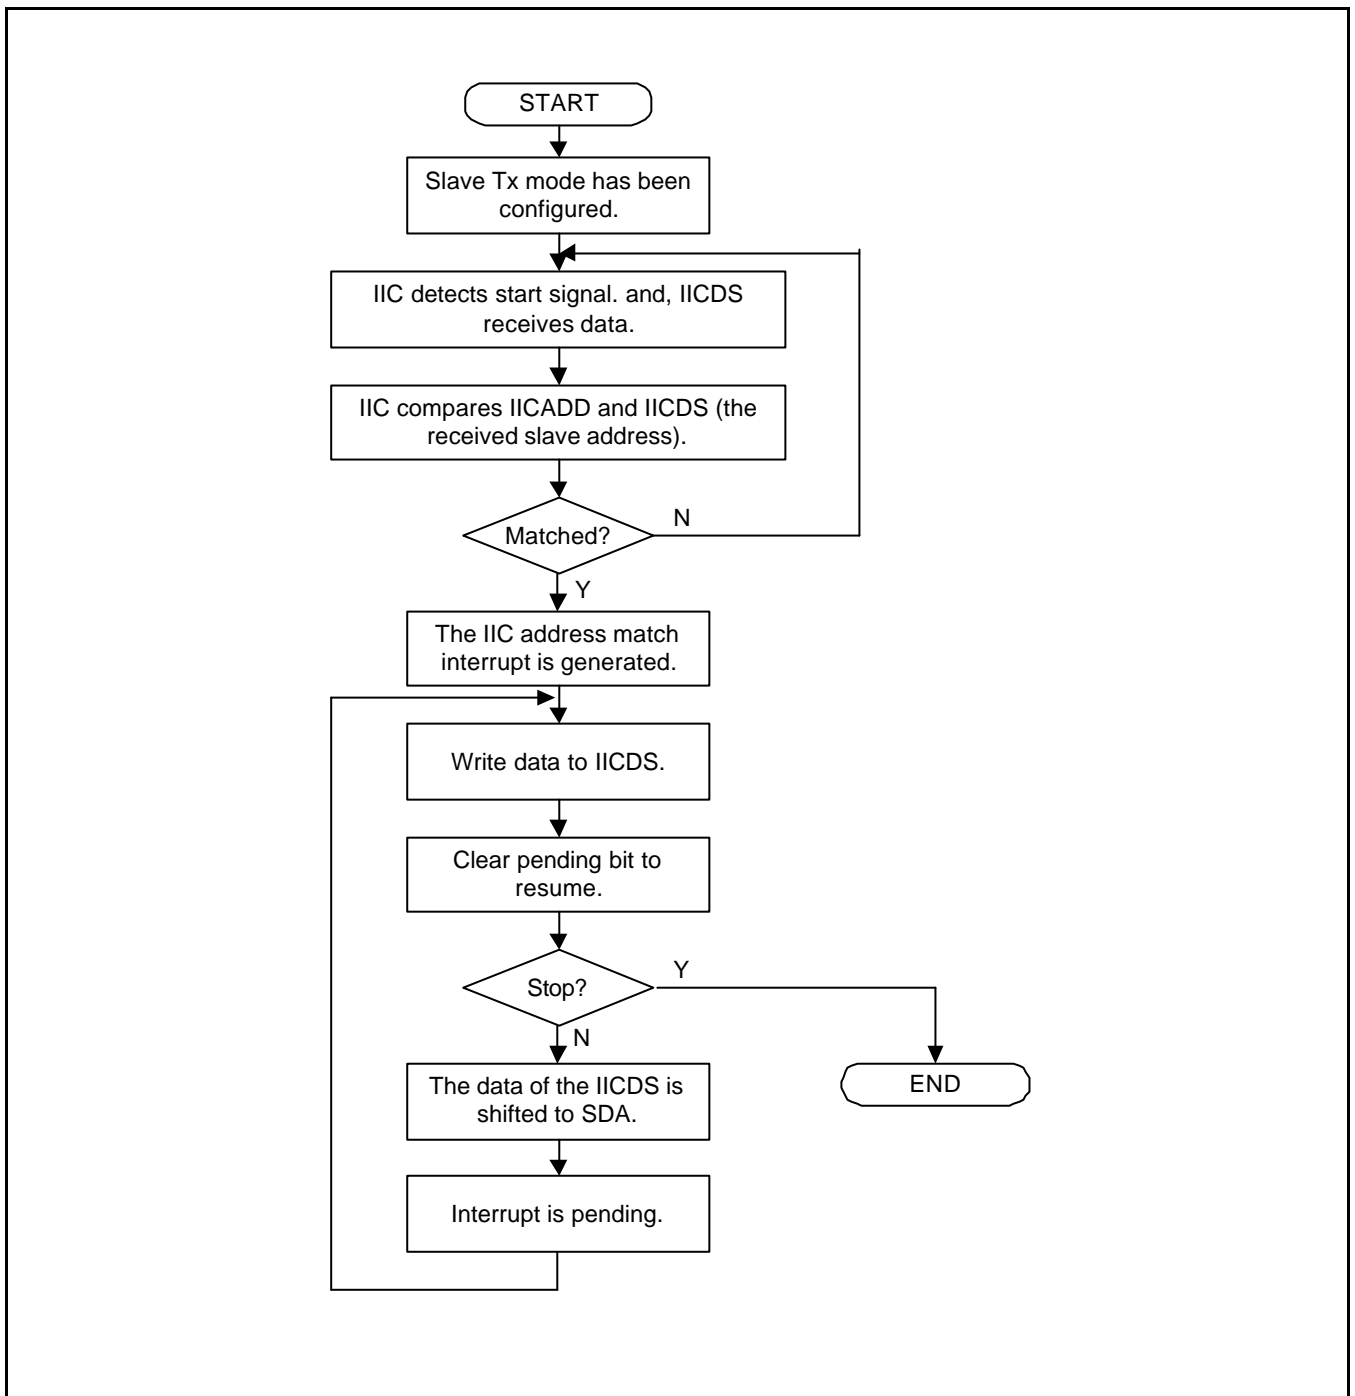 START
Slave Tx mode has been
configured.
IIC detects start signal. and, IICDS
receives data.
IIC compares IICADD and IICDS (the
received slave address).
Matched?
N
Y
The IIC address match
interrupt is generated.
Write data to IICDS.
Clear pending bit to
resume.
Stop?
Y
N
The data of the IICDS is
shifted to SDA.
END
Interrupt is pending.